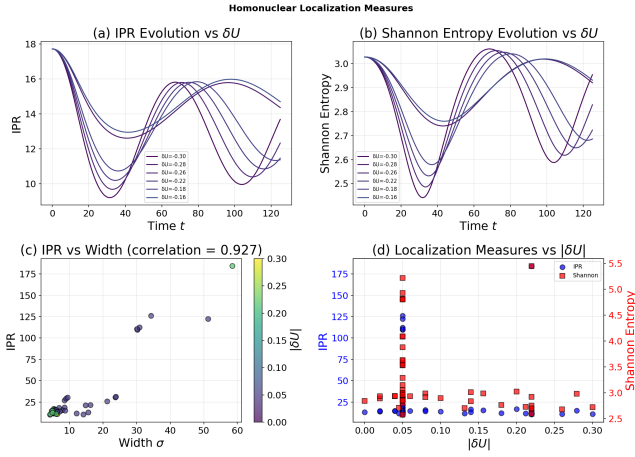 Homonuclear Localization Measures
(a) IPR Evolution vs δU
IPR
18
16
14
12
10
δU=-0.30
δU=-0.28
δU=-0.26
δU=-0.22
δU=-0.18
δU=-0.16
0 20 40 60 80 100 120
Time t
(b) Shannon Entropy Evolution vs δU
Shannon Entropy
3.0
2.9
2.8
2.7
2.6
2.5
δU=-0.30
δU=-0.28
δU=-0.26
δU=-0.22
δU=-0.18
δU=-0.16
0 20 40 60 80 100 120
Time t
(c) IPR vs Width (correlation = 0.927)
IPR
175
150
125
100
75
50
25
10 20 30 40 50 60
Width σ
0.30
0.25
0.20
0.15
0.10
0.05
0.00
|δU|
(d) Localization Measures vs |δU|
IPR
175
150
125
100
75
50
25
IPR
Shannon
5.5
5.0
4.5
4.0
3.5
3.0
2.5
Shannon Entropy
0.00 0.05 0.10 0.15 0.20 0.25 0.30
|δU|